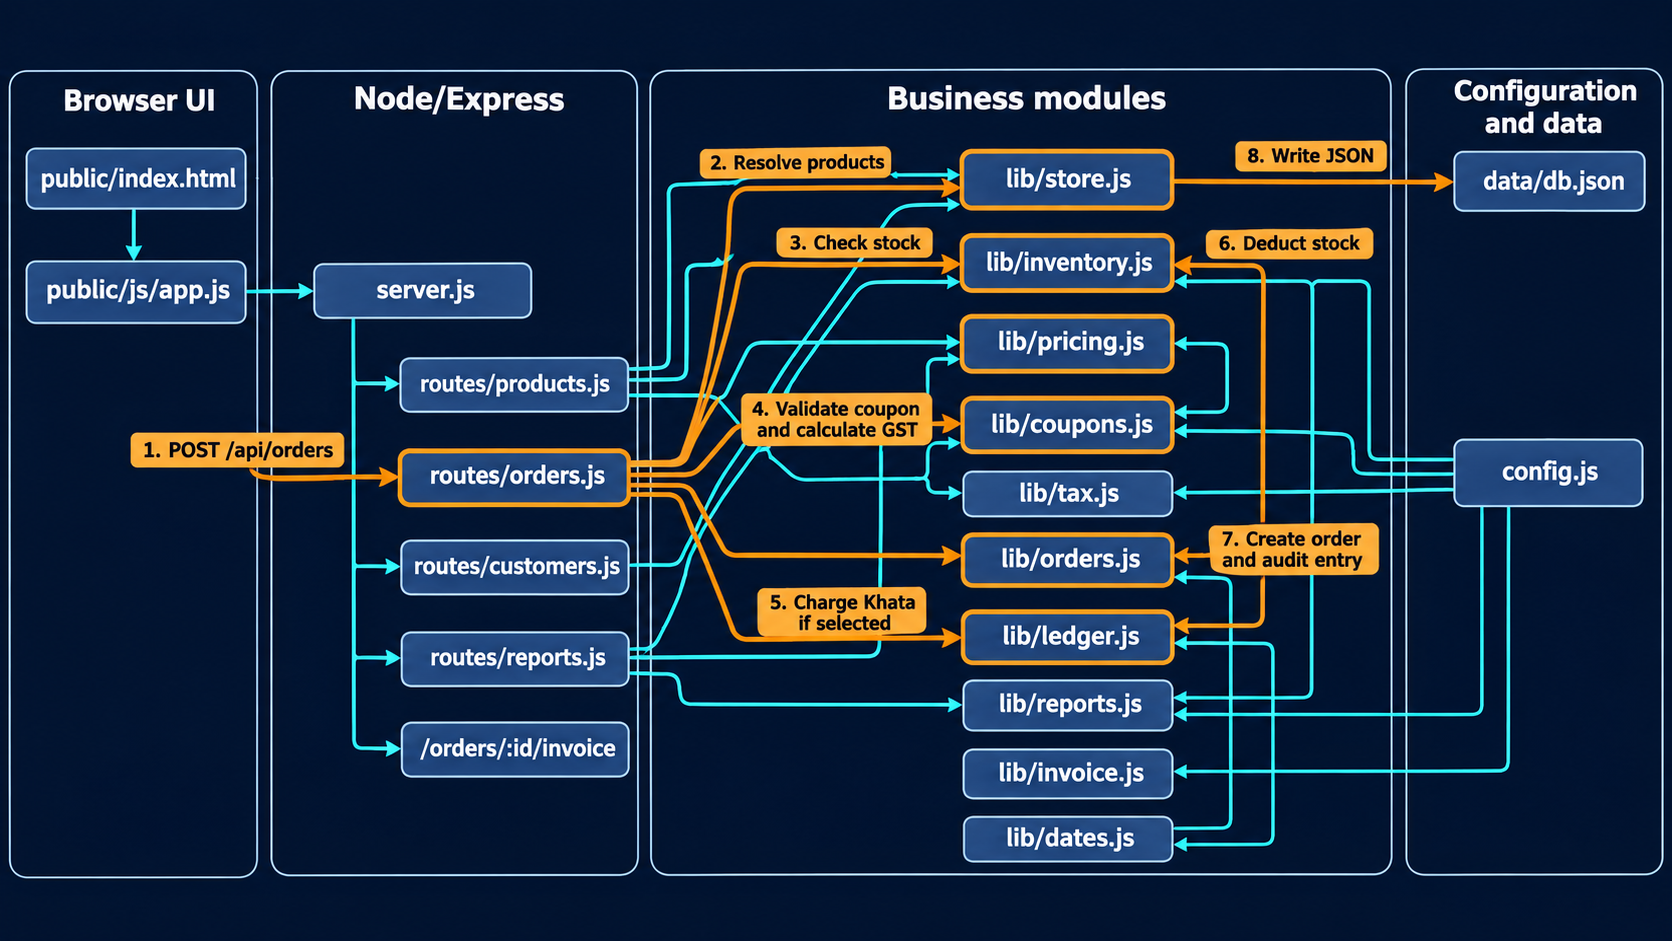 Browser UI
public/index.html
public/js/app.js
1. POST /api/orders
Node/Express
server.js
routes/products.js
routes/orders.js
routes/customers.js
routes/reports.js
/orders/:id/invoice
Business modules
2. Resolve products
3. Check stock
4. Validate coupon
and calculate GST
5. Charge Khata
if selected
lib/store.js
lib/inventory.js
lib/pricing.js
lib/coupons.js
lib/tax.js
lib/orders.js
lib/ledger.js
lib/reports.js
lib/invoice.js
lib/dates.js
8. Write JSON
6. Deduct stock
7. Create order
and audit entry
Configuration
and data
data/db.json
config.js